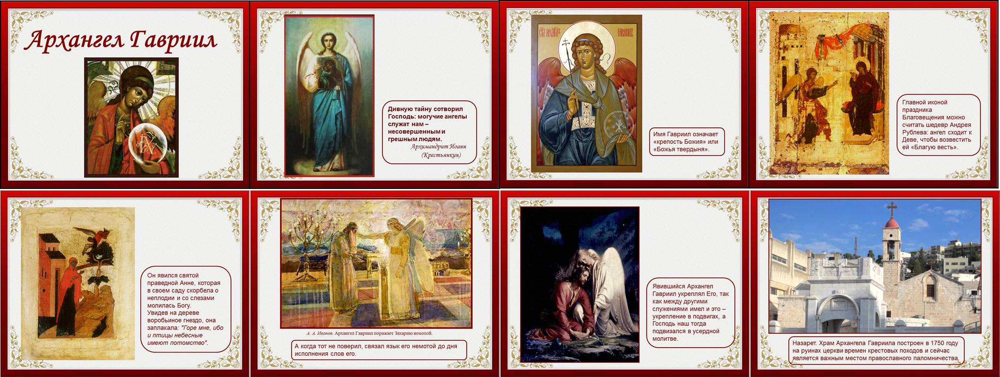 Архангел Гавриил
Дивную тайну сотворил
Господь: могучие ангелы
служат нам –
несовершенным и
грешным людям.
Архимандрит Иоанн
(Крестьянкин)
Имя Гавриил означает
«крепость Божия» или
«Божья твердыня».
Главной иконой
праздника
Благовещения можно
считать шедевр Андрея
Рублева: ангел сходит к
Деве, чтобы возвестить
ей «Благую весть».
Он явился святой
праведной Анне, которая
в своем саду скорбела о
неплодии и со слезами
молилась Богу.
Увидев на дереве
воробьиное гнездо, она
заплакала: "Горе мне, ибо
и птицы небесные
имеют потомство".
А. А. Иванов. Архангел Гавриил поражает Захарию немотой.
А когда тот не поверил, связал язык его немотой до дня
исполнения слов его.
Явившийся Архангел
Гавриил укреплял Его, так
как между другими
служениями имел и это –
укрепление в подвигах, а
Господь наш тогда
подвизался в усердной
молитве.
Назарет. Храм Архангела Гавриила построен в 1750 году
на руинах церкви времен крестовых походов и сейчас
является важным местом православного паломничества.